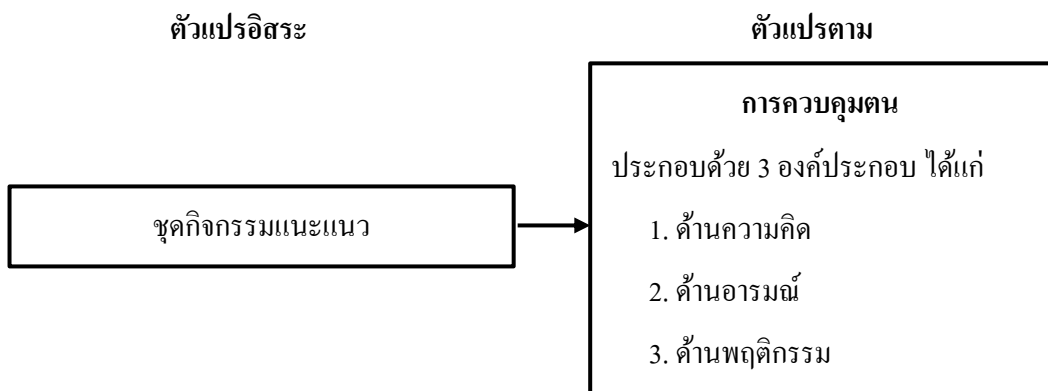 ตัวแปรอิสระ
ตัวแปรตาม
ชุดกิจกรรมแนะแนว
การควบคุมตน
ประกอบด้วย 3 องค์ประกอบ ได้แก่
1. ด้านความคิด
2. ด้านอารมณ์
3. ด้านพฤติกรรม